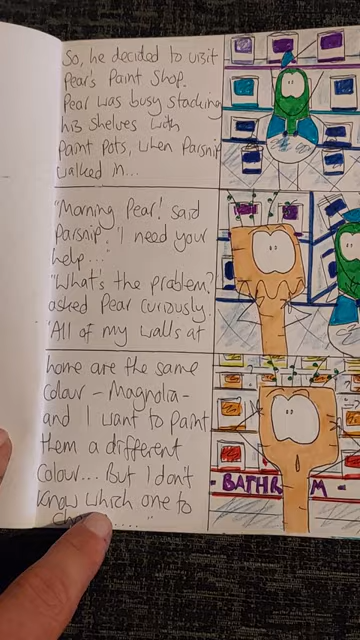 So, he decided to visit
Pear's Paint Shop.
Pear was busy stacking
his shelves with
Paint Pots, when Parsnip
walked in...
"Morning Pear! said
Parsnip. 'I need your
help...'
"What's the problem?
asked Pear curiously.
'All of my walls at
home are the same
colour - Magnolia -
and I want to paint
them a different
colour... But I don't
know which one to
BATHR M